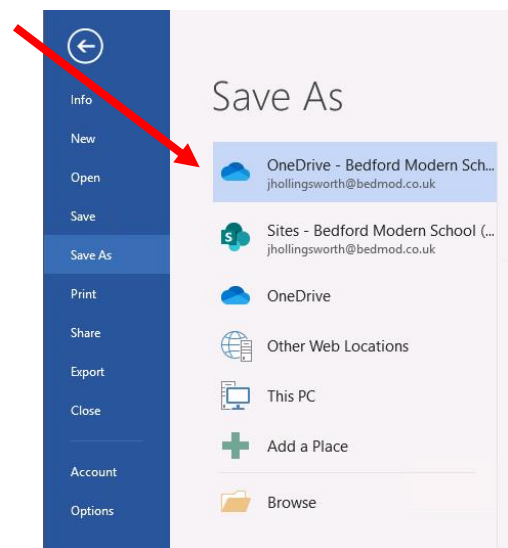 Info
New
Open
Save
Save As
Print
Share
Export
Close
Account
Options
Save As
OneDrive - Bedford Modern Sch...
jhollingsworth@bedmod.co.uk
S
Sites - Bedford Modern School (...
jhollingsworth@bedmod.co.uk
OneDrive
Other Web Locations
This PC
Add a Place
Browse